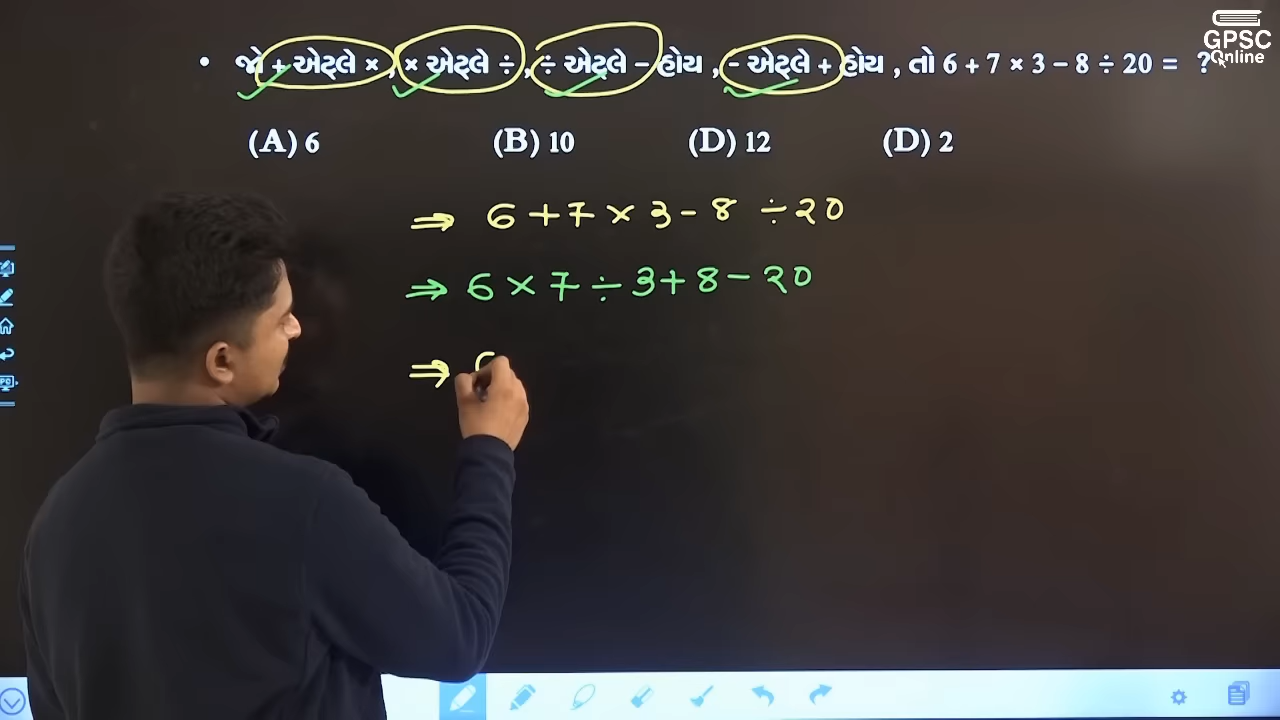 GPSC
Online
• જો + એટલે × , × એટલે ÷ , ÷ એટલે − હોય , - એટલે + હોય , તો 6 + 7 × 3 − 8 ÷ 20 = ?
(A) 6 (B) 10 (D) 12 (D) 2
⇒ 6 + 7 × 3 - 8 ÷ 20
⇒ 6 × 7 ÷ 3 + 8 - 20
⇒ 6